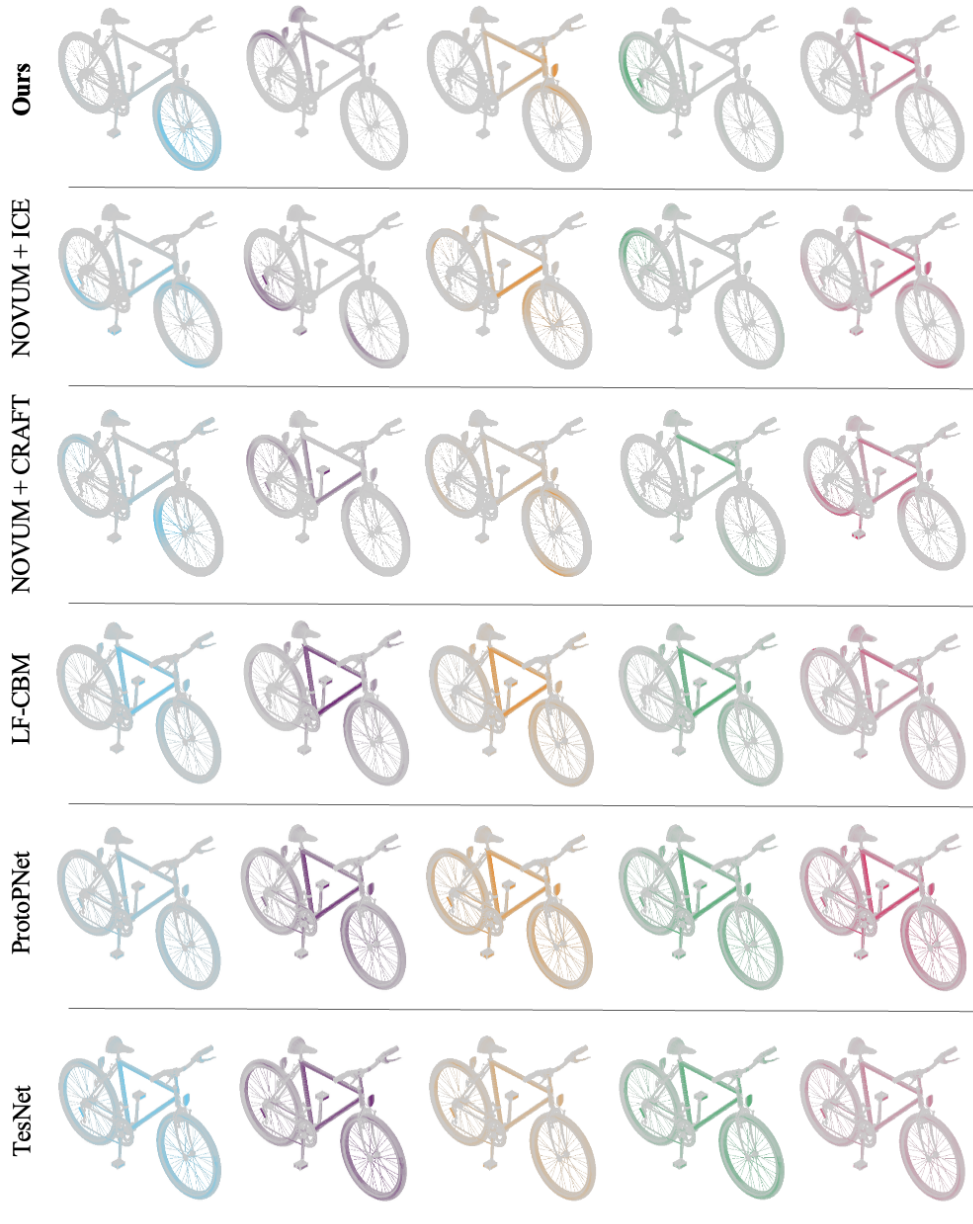 Ours
NOVUM + ICE
NOVUM + CRAFT
LF-CBM
ProtoPNet
TesNet